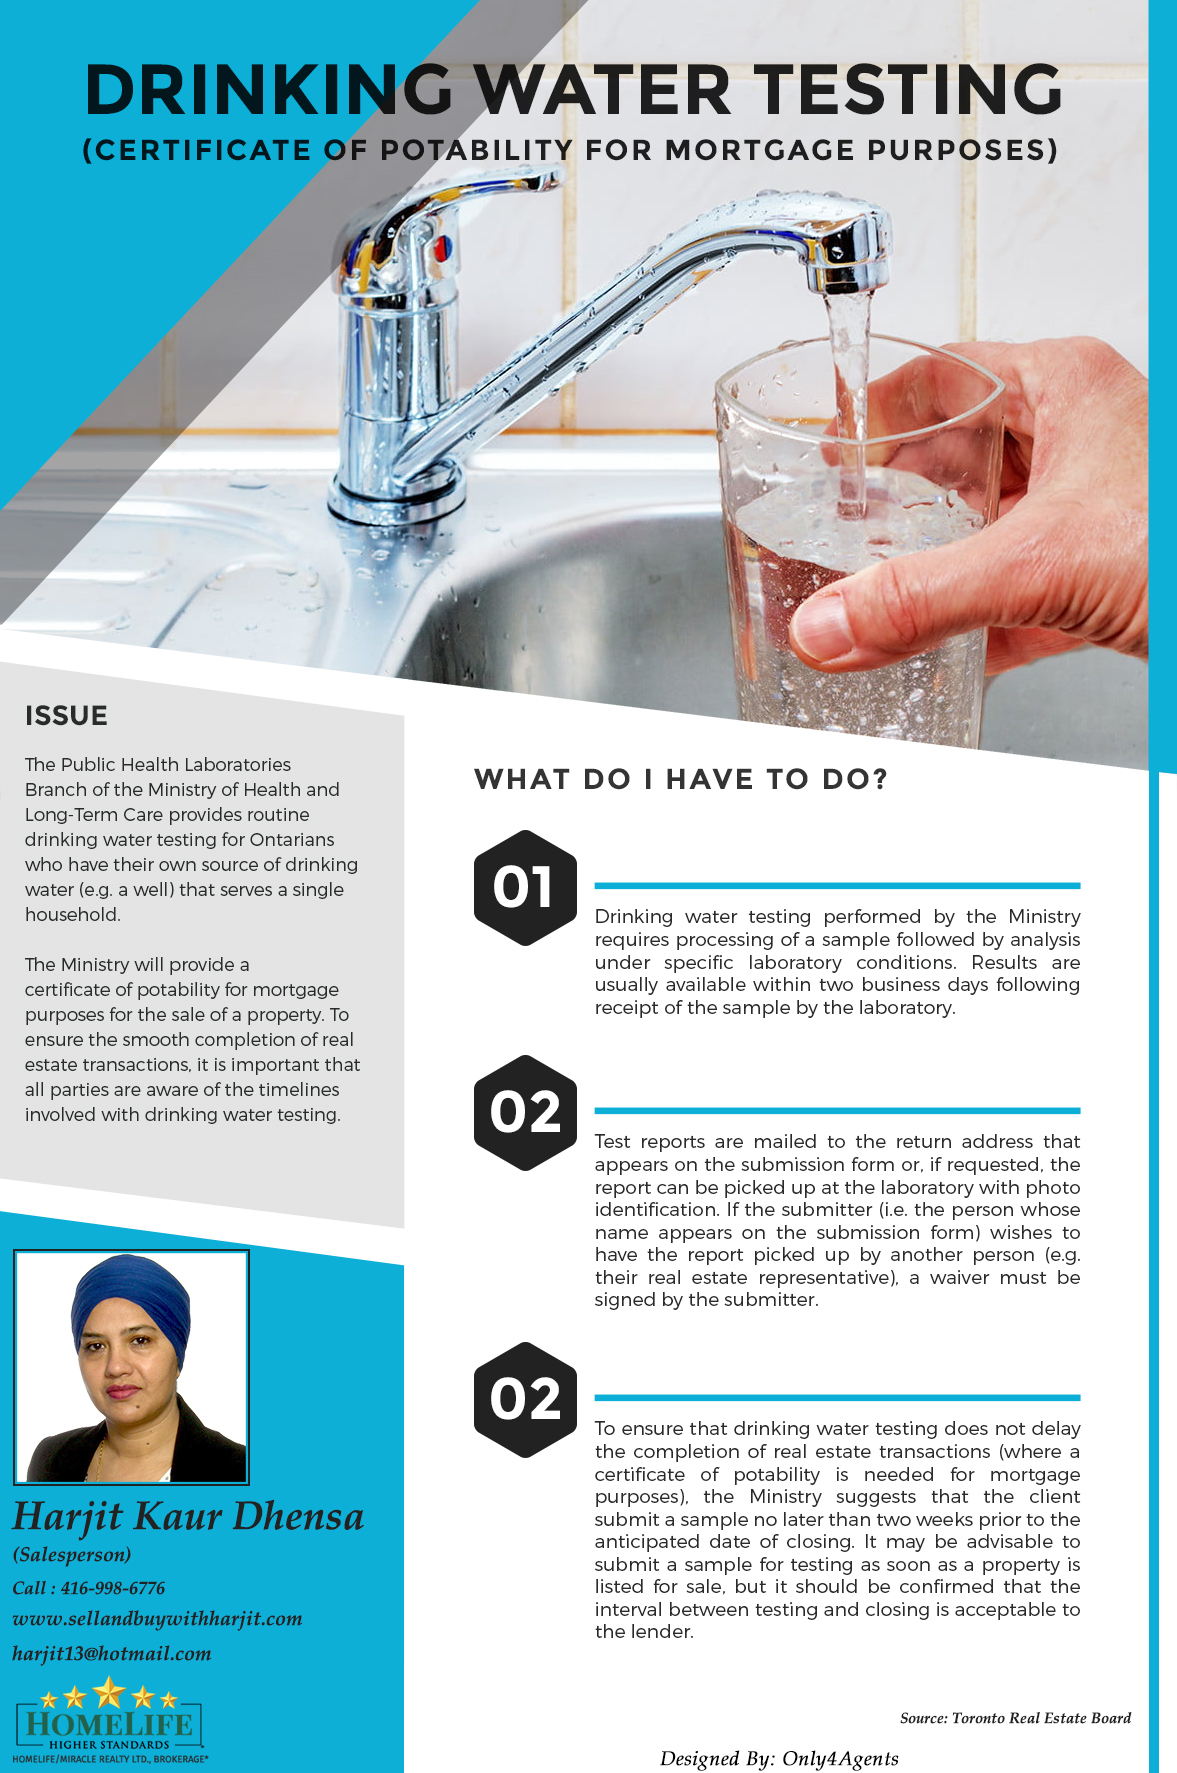 DRINKING WATER TESTING
(CERTIFICATE OF POTABILITY FOR MORTGAGE PURPOSES)
ISSUE
The Public Health Laboratories
Branch of the Ministry of Health and
Long-Term Care provides routine
drinking water testing for Ontarians
who have their own source of drinking
water (e.g. a well) that serves a single
household.
The Ministry will provide a
certificate of potability for mortgage
purposes for the sale of a property. To
ensure the smooth completion of real
estate transactions, it is important that
all parties are aware of the timelines
involved with drinking water testing.
WHAT DO I HAVE TO DO?
01
Drinking water testing performed by the Ministry
requires processing of a sample followed by analysis
under specific laboratory conditions. Results are
usually available within two business days following
receipt of the sample by the laboratory.
02
Test reports are mailed to the return address that
appears on the submission form or, if requested, the
report can be picked up at the laboratory with photo
identification. If the submitter (i.e. the person whose
name appears on the submission form) wishes to
have the report picked up by another person (e.g.
their real estate representative), a waiver must be
signed by the submitter.
02
To ensure that drinking water testing does not delay
the completion of real estate transactions (where a
certificate of potability is needed for mortgage
purposes), the Ministry suggests that the client
submit a sample no later than two weeks prior to the
anticipated date of closing. It may be advisable to
submit a sample for testing as soon as a property is
listed for sale, but it should be confirmed that the
interval between testing and closing is acceptable to
the lender.
Harjit Kaur Dhensa
(Salesperson)
Call : 416-998-6776
www.sellandbuywithharjit.com
harjit13@hotmail.com
HOMELIFE
HIGHER STANDARDS
HOMELIFE/MIRACLE REALTY LTD., BROKERAGE*
Source: Toronto Real Estate Board
Designed By: Only4Agents